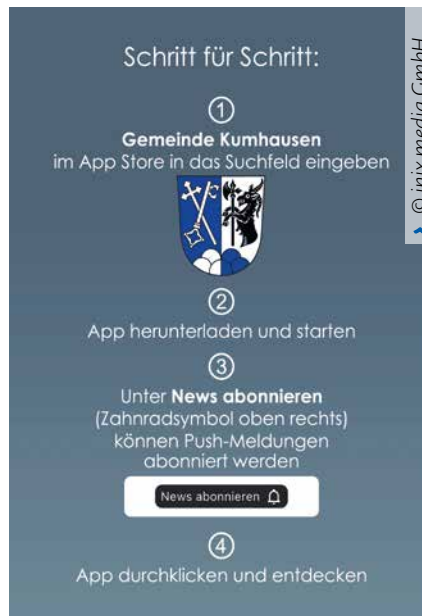 Schritt für Schritt:
1
Gemeinde Kumhausen
im App Store in das Suchfeld eingeben
2
App herunterladen und starten
3
Unter News abonnieren
(Zahnradsymbol oben rechts)
können Push-Meldungen
abonniert werden
News abonnieren
4
App durchklicken und entdecken
© inix media GmbH